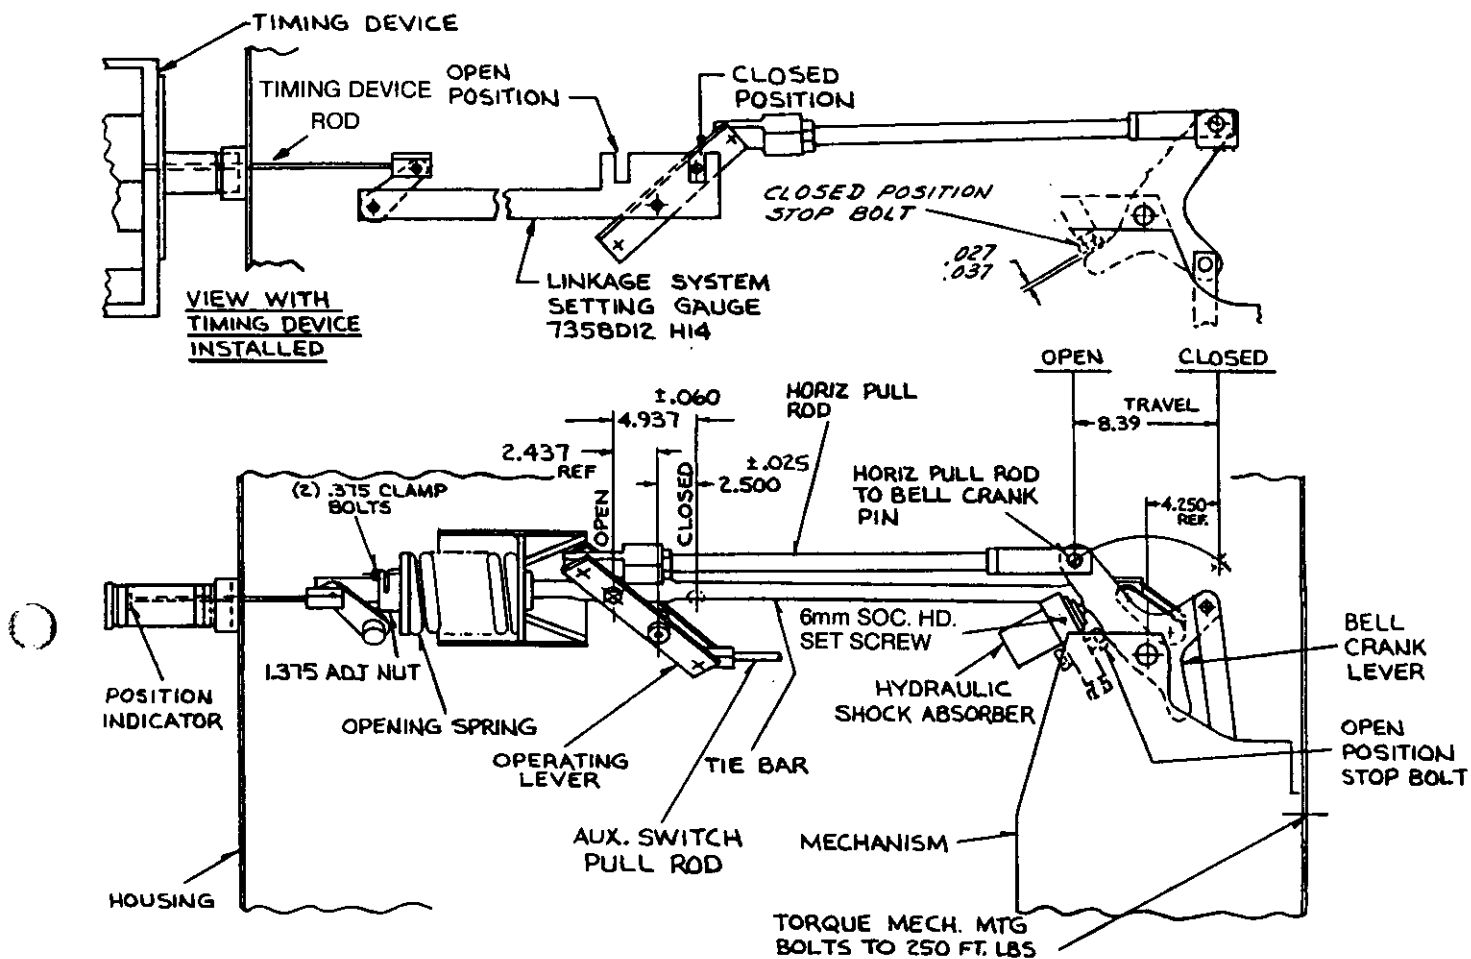 TIMING DEVICE
TIMING DEVICE
ROD
OPEN
POSITION
CLOSED
POSITION
CLOSED POSITION
STOP BOLT
.027
.037
LINKAGE SYSTEM
SETTING GAUGE
7358D12 H14
VIEW WITH
TIMING DEVICE
INSTALLED
OPEN
CLOSED
TRAVEL
8.39
±.060
4.937
HORIZ PULL
ROD
2.437
REF
±.025
2.500
OPEN
CLOSED
(2) .375 CLAMP
BOLTS
HORIZ PULL ROD
TO BELL CRANK
PIN
4.250
REF.
6mm SOC. HD.
SET SCREW
BELL
CRANK
LEVER
1.375 ADJ NUT
POSITION
INDICATOR
OPENING SPRING
HYDRAULIC
SHOCK ABSORBER
OPERATING
LEVER
TIE BAR
OPEN
POSITION
STOP BOLT
AUX. SWITCH
PULL ROD
MECHANISM
HOUSING
TORQUE MECH. MTG
BOLTS TO 250 FT. LBS